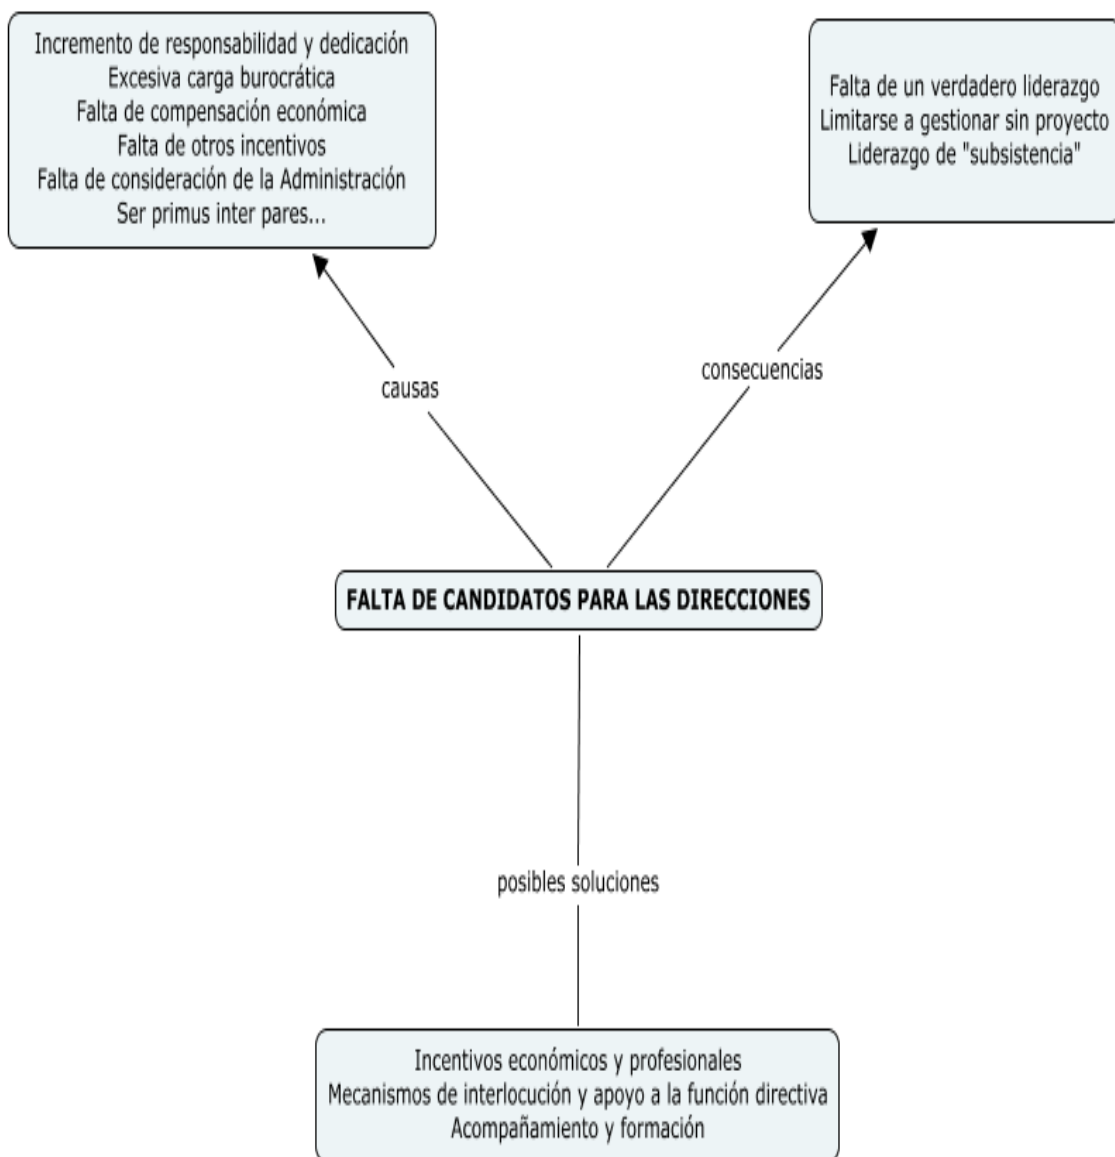 Incremento de responsabilidad y dedicación
Excesiva carga burocrática
Falta de compensación económica
Falta de otros incentivos
Falta de consideración de la Administración
Ser primus inter pares...
Falta de un verdadero liderazgo
Limitarse a gestionar sin proyecto
Liderazgo de "subsistencia"
causas
consecuencias
FALTA DE CANDIDATOS PARA LAS DIRECCIONES
posibles soluciones
Incentivos económicos y profesionales
Mecanismos de interlocución y apoyo a la función directiva
Acompañamiento y formación